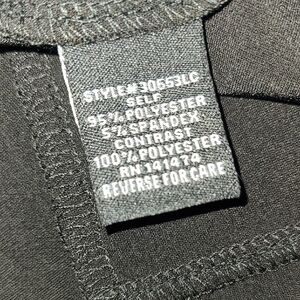 STYLE# 30653LC
SELF
95% POLYESTER
5% SPANDEX
CONTRAST
100% POLYESTER
RN 141474
REVERSE FOR CARE